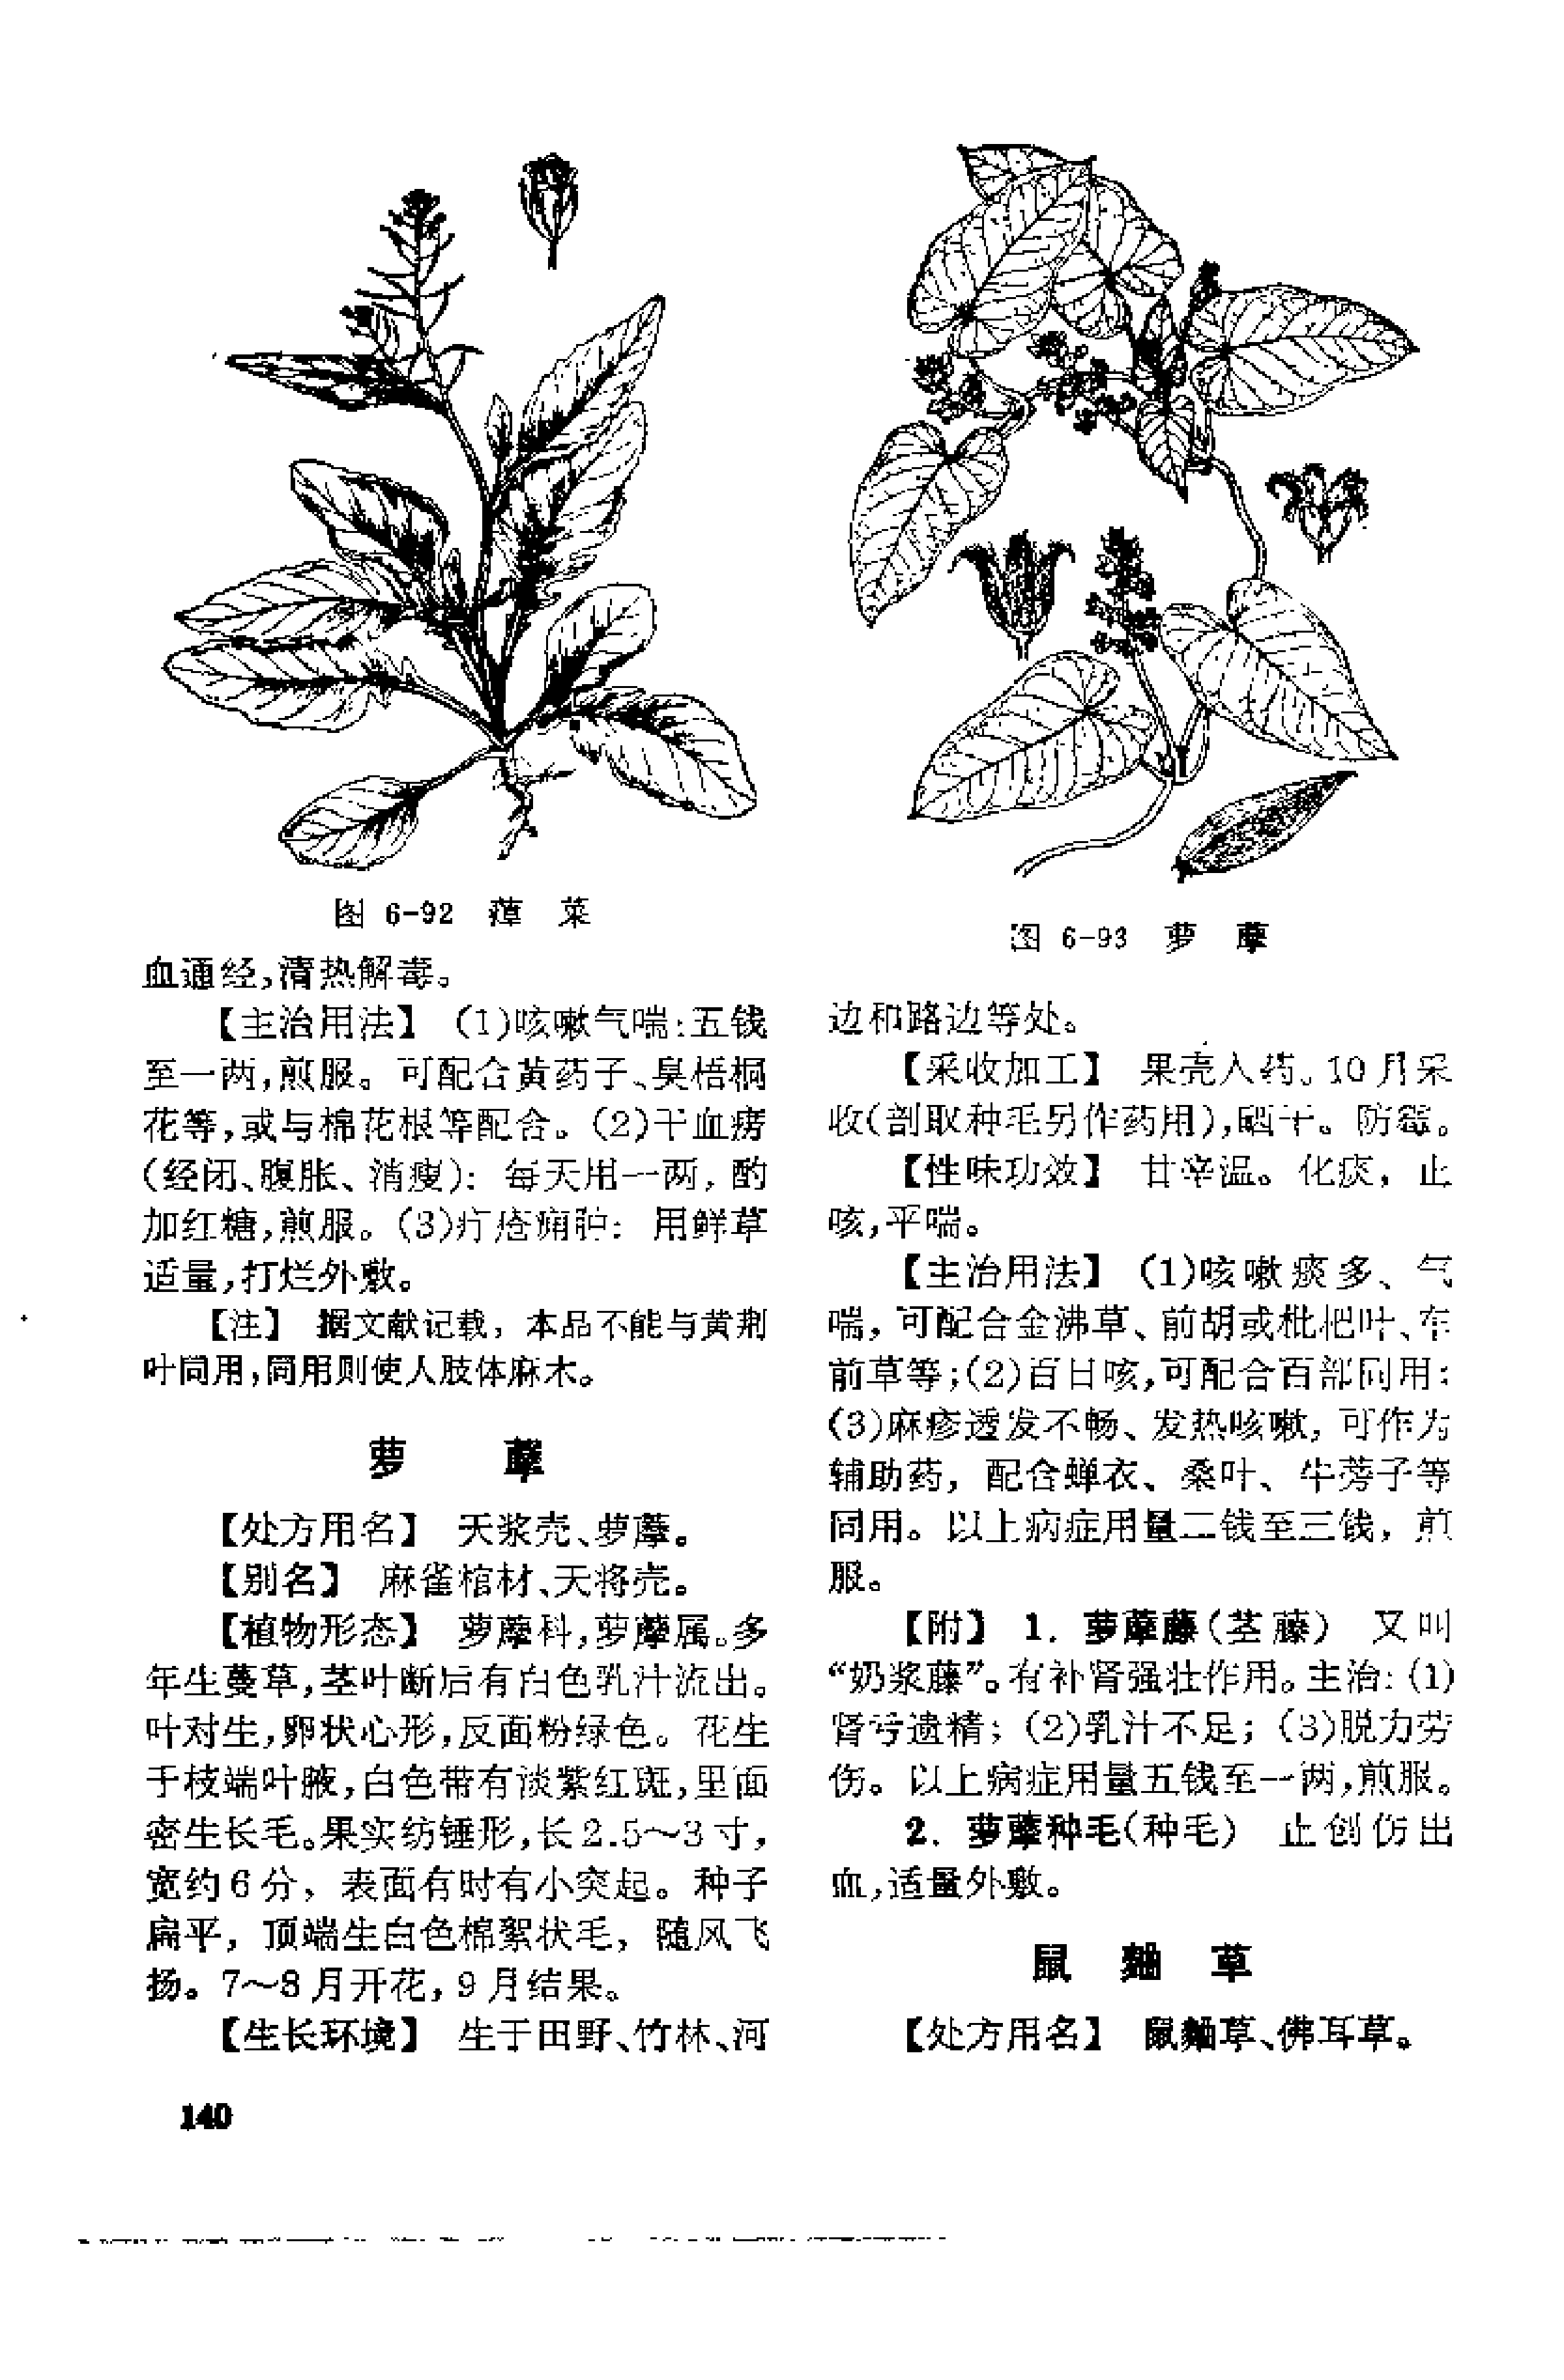 图 6-92 蔊 菜
血通经,清热解毒。
【主治用法】 (1)咳嗽气喘:五钱
至一两,煎服。可配合黄药子、臭梧桐
花等,或与棉花根等配合。(2)干血痨
(经闭、腹胀、消瘦): 每天用一两, 酌
加红糖,煎服。(3)疔疮痈肿: 用鲜草
适量,打烂外敷。
【注】 据文献记载, 本品不能与黄荆
叶同用,同用则使人肢体麻木。
萝 藦
【处方用名】 天浆壳、萝藦。
【别名】 麻雀棺材、天将壳。
【植物形态】 萝藦科,萝藦属。多
年生蔓草,茎叶断后有白色乳汁流出。
叶对生,卵状心形,反面粉绿色。花生
于枝端叶腋,白色带有淡紫红斑,里面
密生长毛。果实纺锤形,长2.5～3寸,
宽约6分, 表面有时有小突起。种子
扁平, 顶端生白色棉絮状毛, 随风飞
扬。7～8月开花, 9月结果。
【生长环境】 生于田野、竹林、河
140
图 6-93 萝 藦
边和路边等处。
【采收加工】 果壳入药。10月采
收(剖取种毛另作药用),晒干。防霉。
【性味功效】 甘辛温。化痰, 止
咳,平喘。
【主治用法】 (1)咳嗽痰多、气
喘, 可配合金沸草、前胡或枇杷叶、车
前草等;(2)百日咳,可配合百部同用;
(3)麻疹透发不畅、发热咳嗽, 可作为
辅助药, 配合蝉衣、桑叶、牛蒡子等
同用。以上病症用量二钱至三钱, 煎
服。
【附】 1. 萝藦藤(茎藤) 又叫
“奶浆藤”。有补肾强壮作用。主治: (1)
肾亏遗精; (2)乳汁不足; (3)脱力劳
伤。以上病症用量五钱至一两,煎服。
2. 萝藦种毛(种毛) 止创伤出
血,适量外敷。
鼠 麯 草
【处方用名】 鼠麯草、佛耳草。